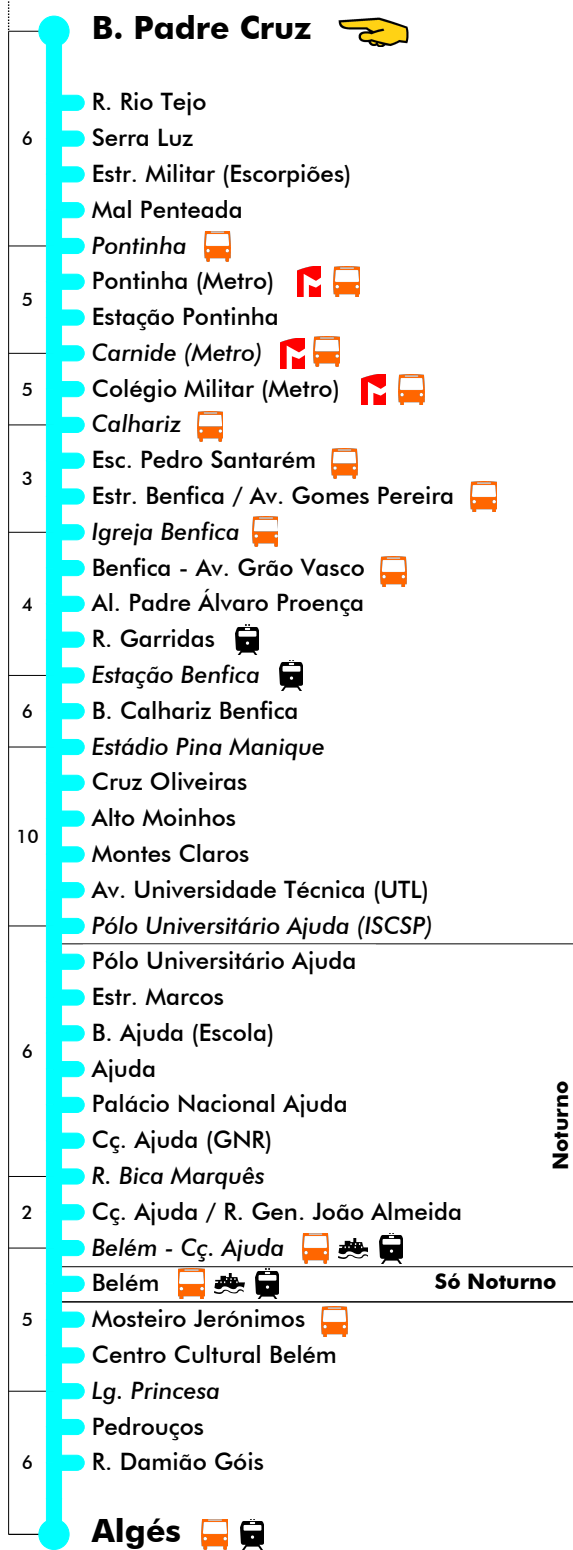 B. Padre Cruz
R. Rio Tejo
6
Serra Luz
Estr. Militar (Escorpiões)
Mal Penteada
Pontinha
Pontinha (Metro)
5
Estação Pontinha
Carnide (Metro)
5
Colégio Militar (Metro)
Calhariz
Esc. Pedro Santarém
3
Estr. Benfica / Av. Gomes Pereira
Igreja Benfica
Benfica - Av. Grão Vasco
4
Al. Padre Álvaro Proença
R. Garridas
Estação Benfica
6
B. Calhariz Benfica
Estádio Pina Manique
Cruz Oliveiras
Alto Moinhos
10
Montes Claros
Av. Universidade Técnica (UTL)
Pólo Universitário Ajuda (ISCSP)
Pólo Universitário Ajuda
Estr. Marcos
B. Ajuda (Escola)
6
Ajuda
Palácio Nacional Ajuda
Cç. Ajuda (GNR)
Noturno
R. Bica Marquês
2
Cç. Ajuda / R. Gen. João Almeida
Belém - Cç. Ajuda
Belém
Só Noturno
5
Mosteiro Jerónimos
Centro Cultural Belém
Lg. Princesa
Pedrouços
6
R. Damião Góis
Algés